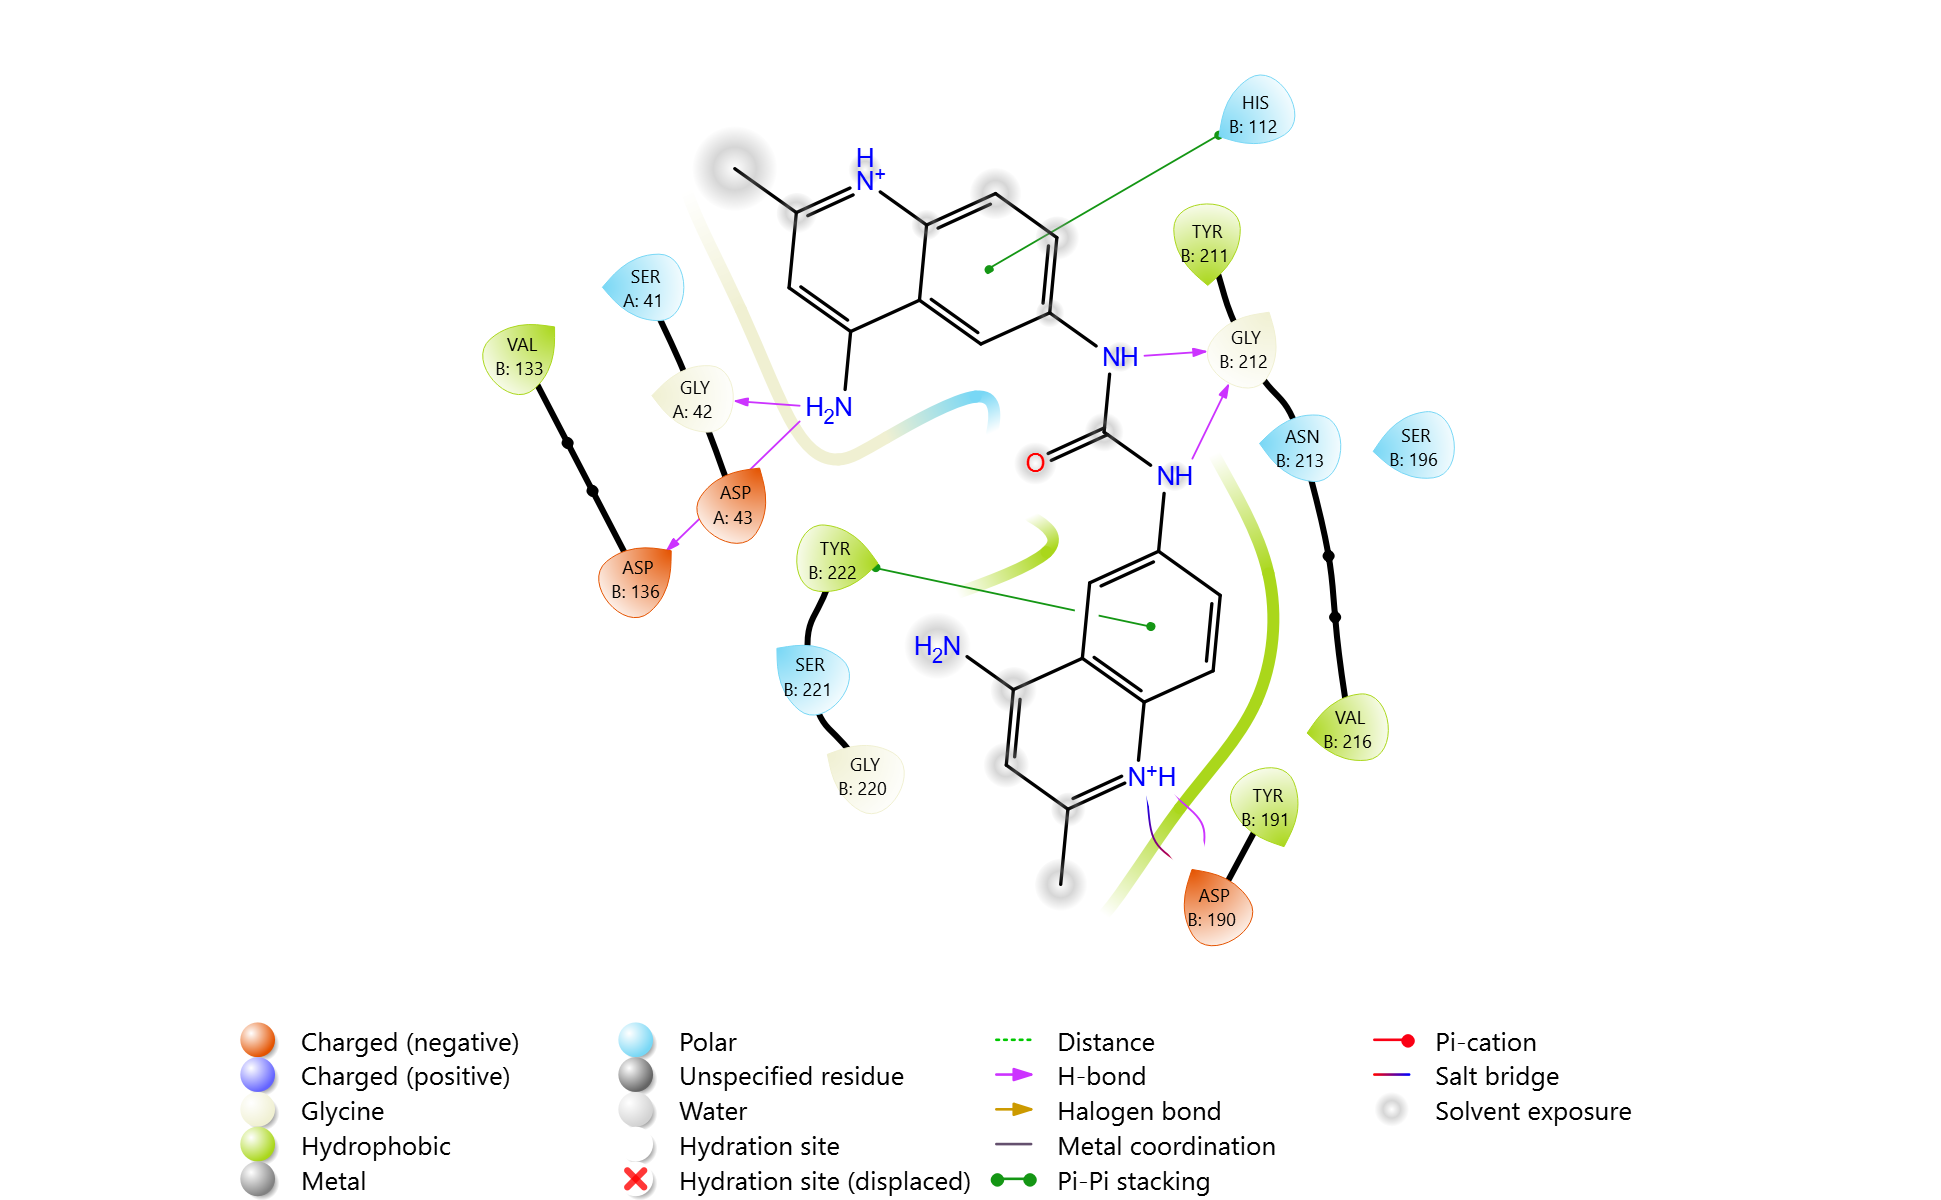 HIS
B: 112
H
N+
TYR
B: 211
SER
A: 41
VAL
B: 133
GLY
B: 212
NH
GLY
A: 42
H2N
O
NH
ASN
B: 213
SER
B: 196
ASP
A: 43
TYR
B: 222
ASP
B: 136
H2N
SER
B: 221
VAL
B: 216
GLY
B: 220
N+H
TYR
B: 191
ASP
B: 190
Charged (negative)
Charged (positive)
Glycine
Hydrophobic
Metal
Polar
Unspecified residue
Water
Hydration site
Hydration site (displaced)
Distance
H-bond
Halogen bond
Metal coordination
Pi-Pi stacking
Pi-cation
Salt bridge
Solvent exposure